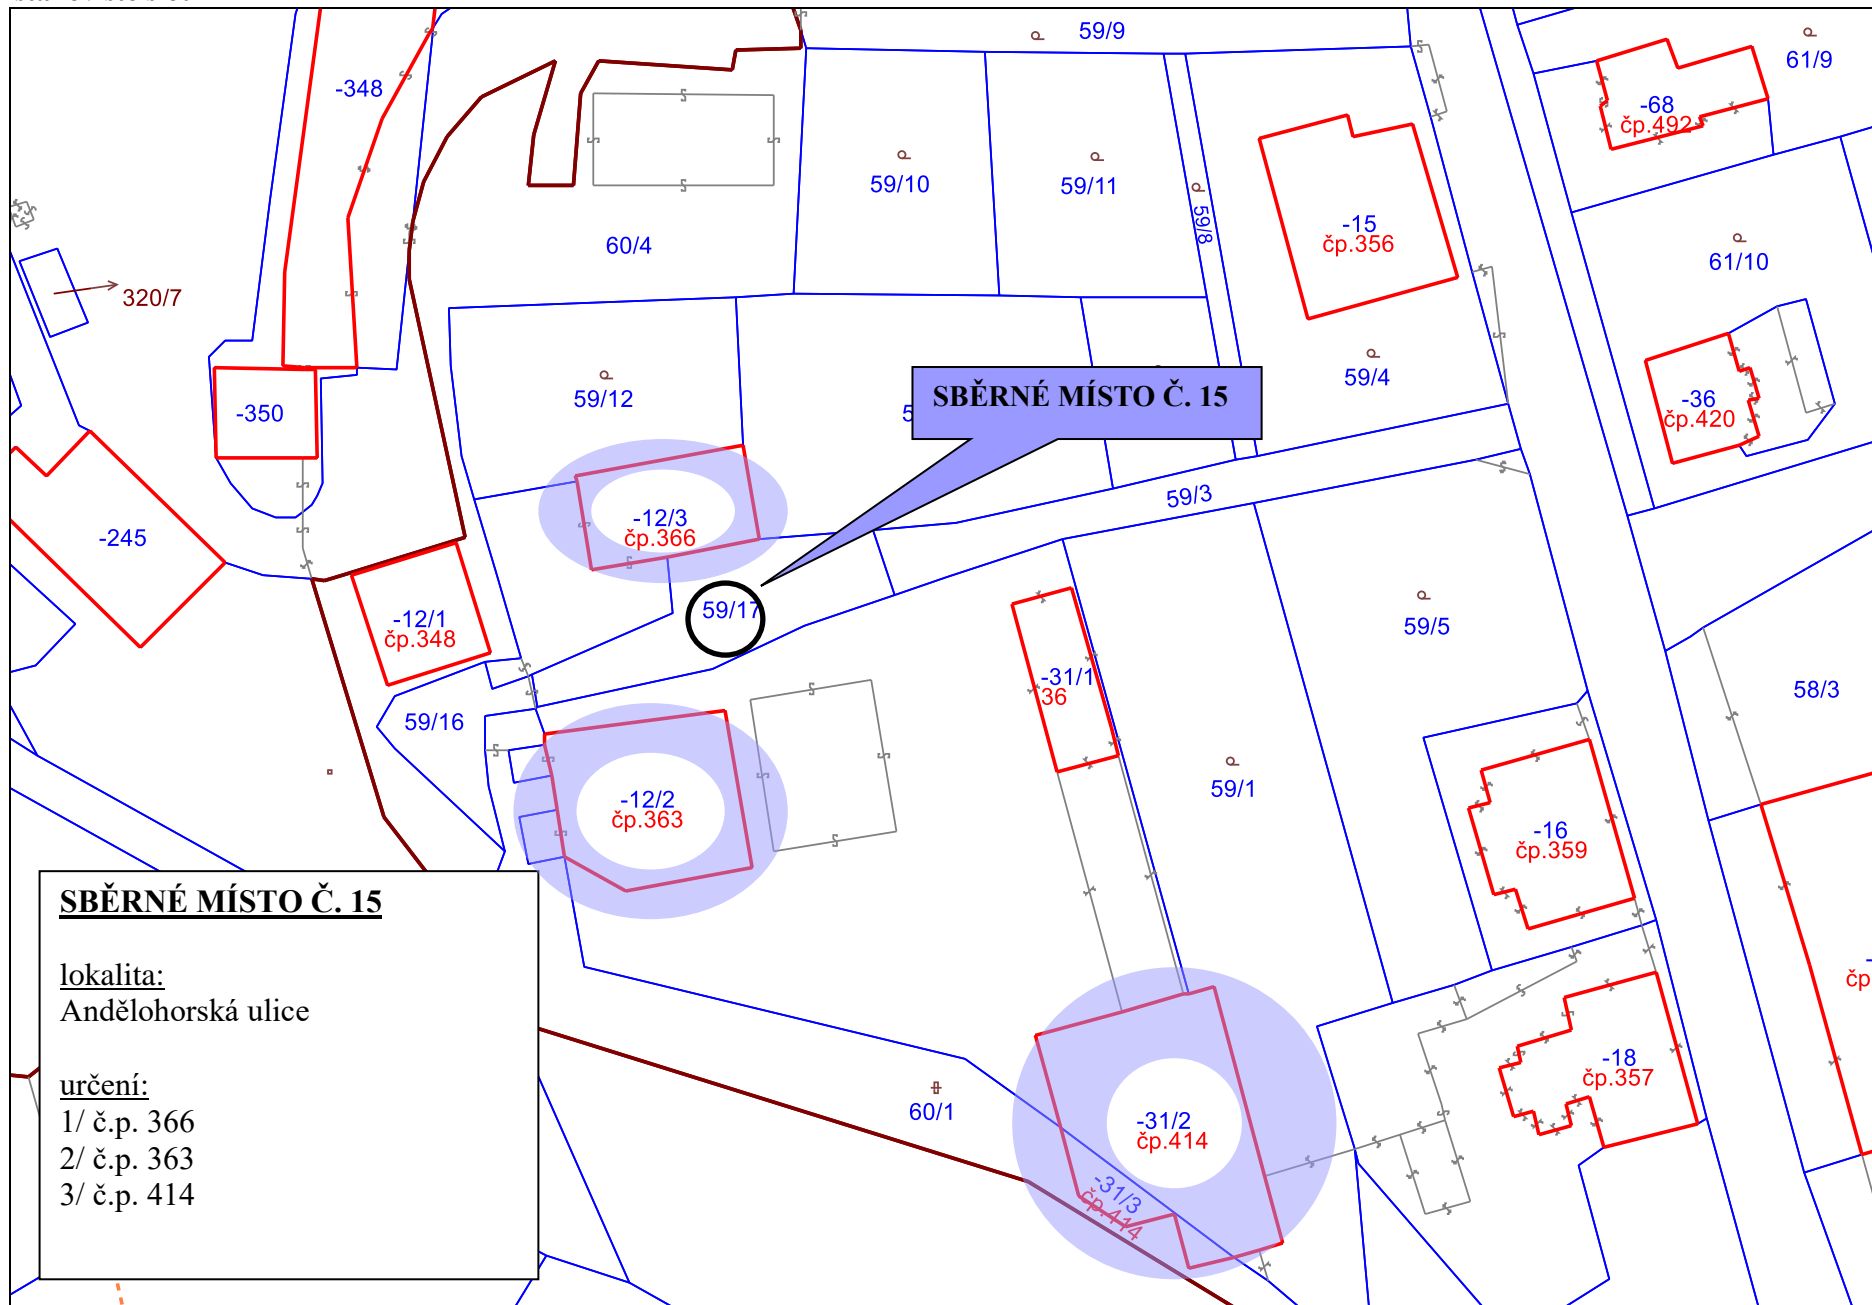 59/9
61/9
-348
-68
čp.492
59/10
59/11
59/8
-15
čp.356
60/4
61/10
320/7
59/12
SBĚRNÉ MÍSTO Č. 15
59/4
-350
-36
čp.420
59/3
-12/3
čp.366
-245
59/17
-12/1
čp.348
59/5
-31/1
36
58/3
59/16
59/1
-12/2
čp.363
-16
čp.359
SBĚRNÉ MÍSTO Č. 15
lokalita:
Andělohorská ulice
určení:
1/ č.p. 366
2/ č.p. 363
3/ č.p. 414
čp
-18
čp.357
60/1
-31/2
čp.414
-31/3
čp.414